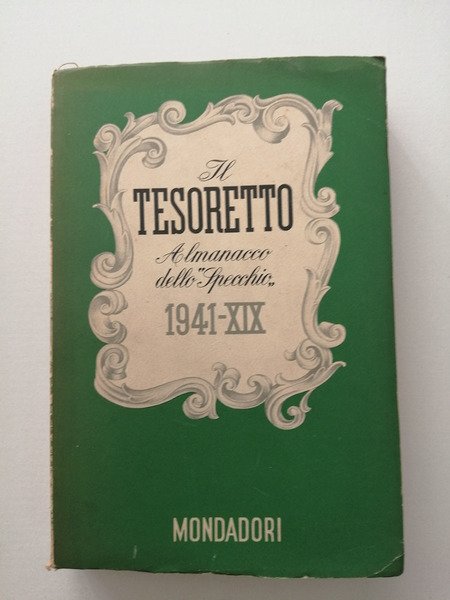 Il
TESORETTO
Almanacco
dello "Specchio„
1941-XIX
MONDADORI